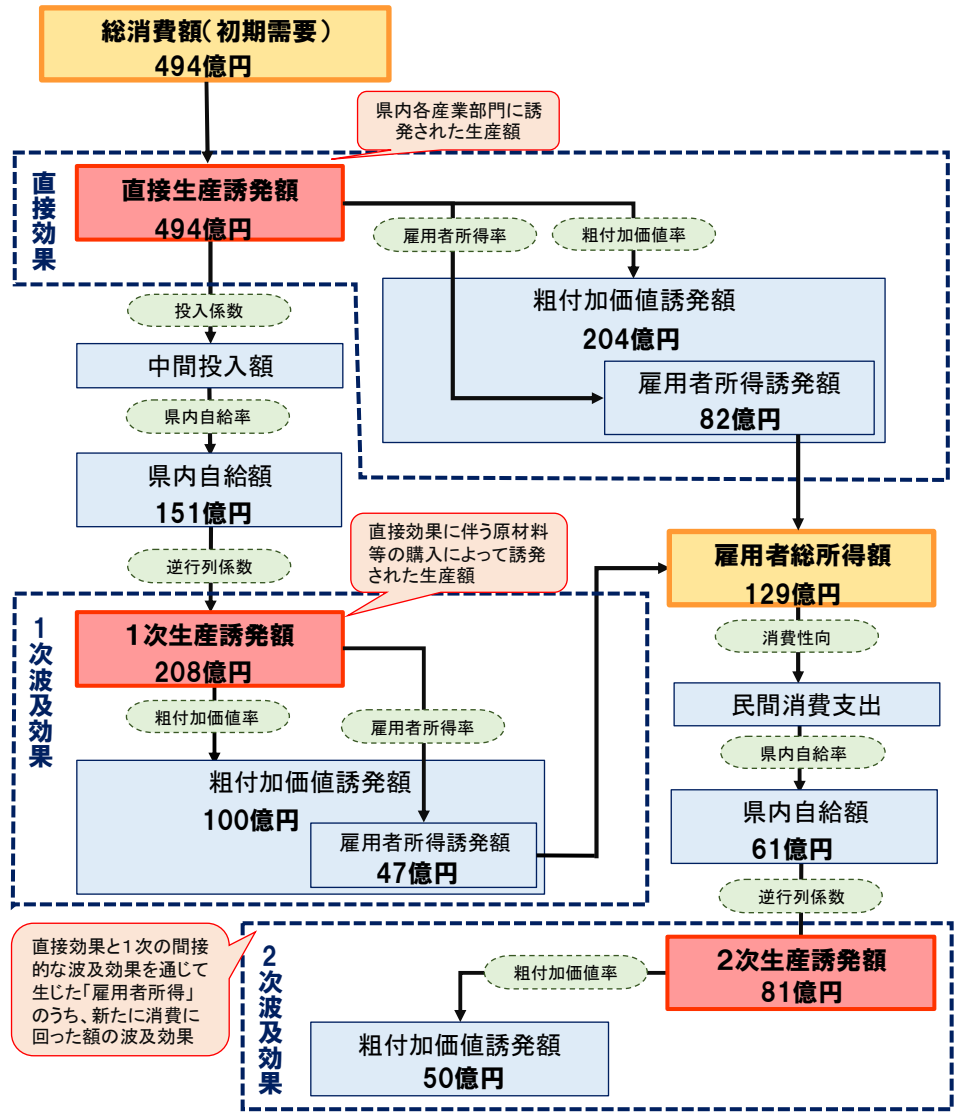 総消費額(初期需要)
494億円
県内各産業部門に誘
発された生産額
直接効果
直接生産誘発額
494億円
雇用者所得率
粗付加価値率
粗付加価値誘発額
204億円
雇用者所得誘発額
82億円
投入係数
中間投入額
県内自給率
県内自給額
151億円
逆行列係数
直接効果に伴う原材料
等の購入によって誘発
された生産額
雇用者総所得額
129億円
1次波及効果
1次生産誘発額
208億円
粗付加価値率
雇用者所得率
粗付加価値誘発額
100億円
雇用者所得誘発額
47億円
消費性向
民間消費支出
県内自給率
県内自給額
61億円
逆行列係数
直接効果と1次の間接
的な波及効果を通じて
生じた「雇用者所得」
のうち、新たに消費に
回った額の波及効果
2次波及効果
2次生産誘発額
81億円
粗付加価値率
粗付加価値誘発額
50億円